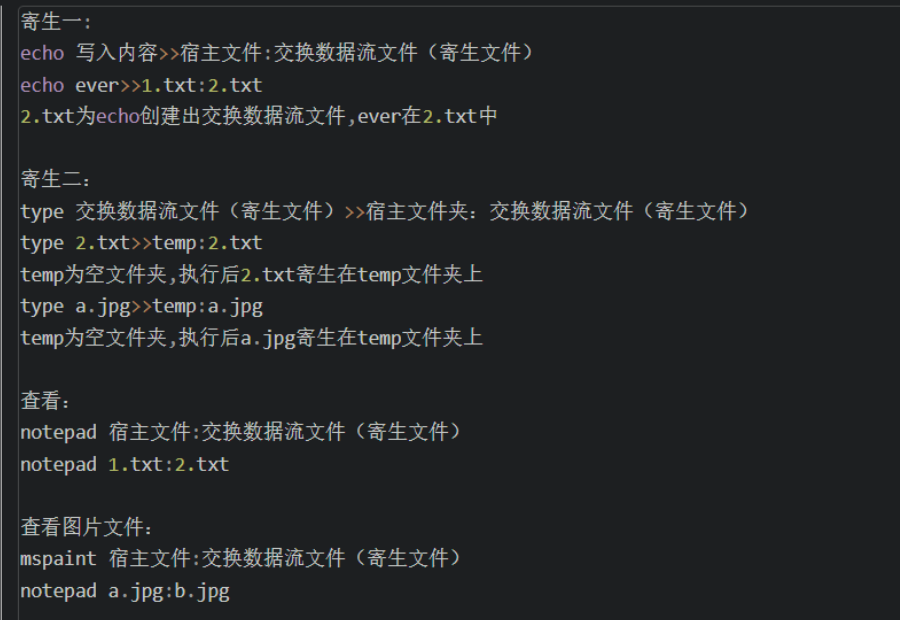 寄生一:
echo 写入内容>>宿主文件:交换数据流文件（寄生文件）
echo ever>>1.txt:2.txt
2.txt为echo创建出交换数据流文件,ever在2.txt中
寄生二：
type 交换数据流文件（寄生文件）>>宿主文件夹：交换数据流文件（寄生文件）
type 2.txt>>temp:2.txt
temp为空文件夹,执行后2.txt寄生在temp文件夹上
type a.jpg>>temp:a.jpg
temp为空文件夹,执行后a.jpg寄生在temp文件夹上
查看：
notepad 宿主文件:交换数据流文件（寄生文件）
notepad 1.txt:2.txt
查看图片文件：
mspaint 宿主文件:交换数据流文件（寄生文件）
notepad a.jpg:b.jpg